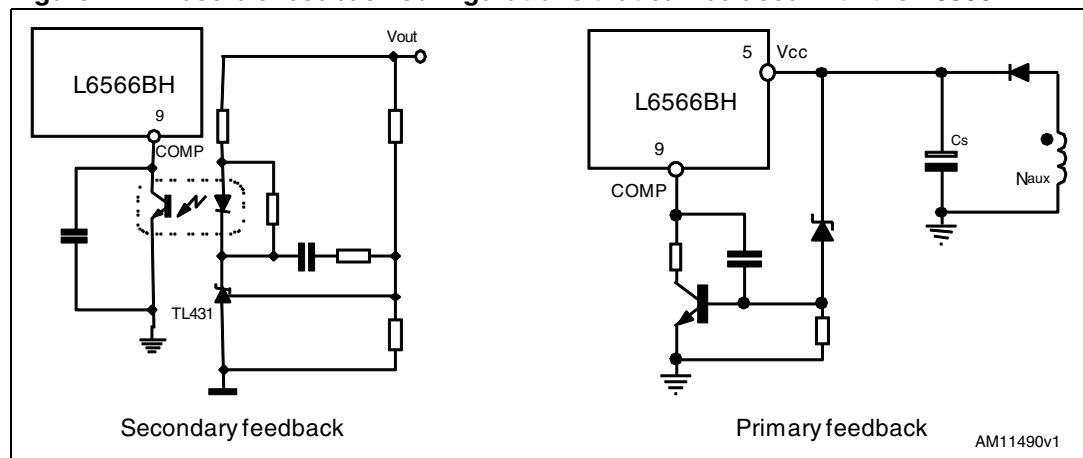 Vout
L6566BH
9
COMP
TL431
Secondary feedback
5
Vcc
L6566BH
9
COMP
Cs
Naux
Primary feedback
AM11490v1